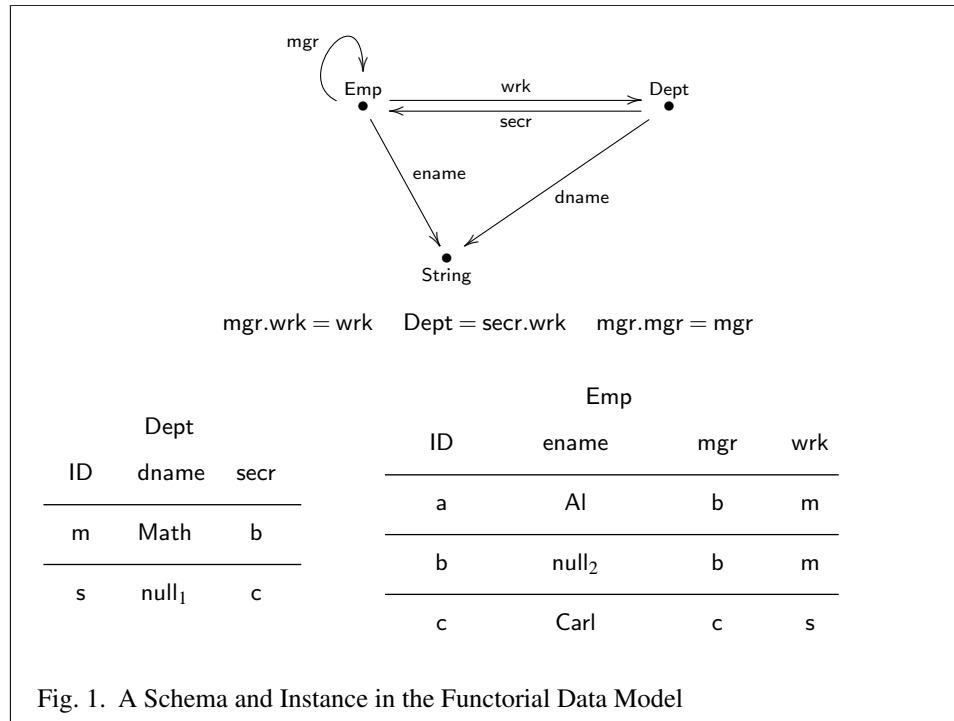 mgr
Emp
wrk
Dept
secr
ename
dname
String
mgr.wrk = wrk Dept = secr.wrk mgr.mgr = mgr
Dept
ID dname secr
m Math b
s null₁ c
Emp
ID ename mgr wrk
a Al b m
b null₂ b m
c Carl c s
Fig. 1. A Schema and Instance in the Functorial Data Model